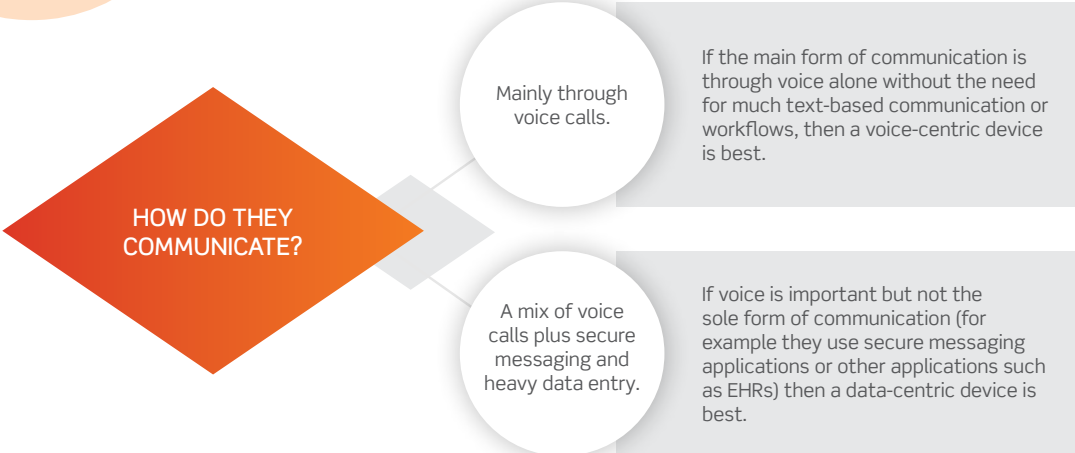 HOW DO THEY
COMMUNICATE?
Mainly through
voice calls.
If the main form of communication is
through voice alone without the need
for much text-based communication or
workflows, then a voice-centric device
is best.
A mix of voice
calls plus secure
messaging and
heavy data entry.
If voice is important but not the
sole form of communication (for
example they use secure messaging
applications or other applications such
as EHRs) then a data-centric device is
best.